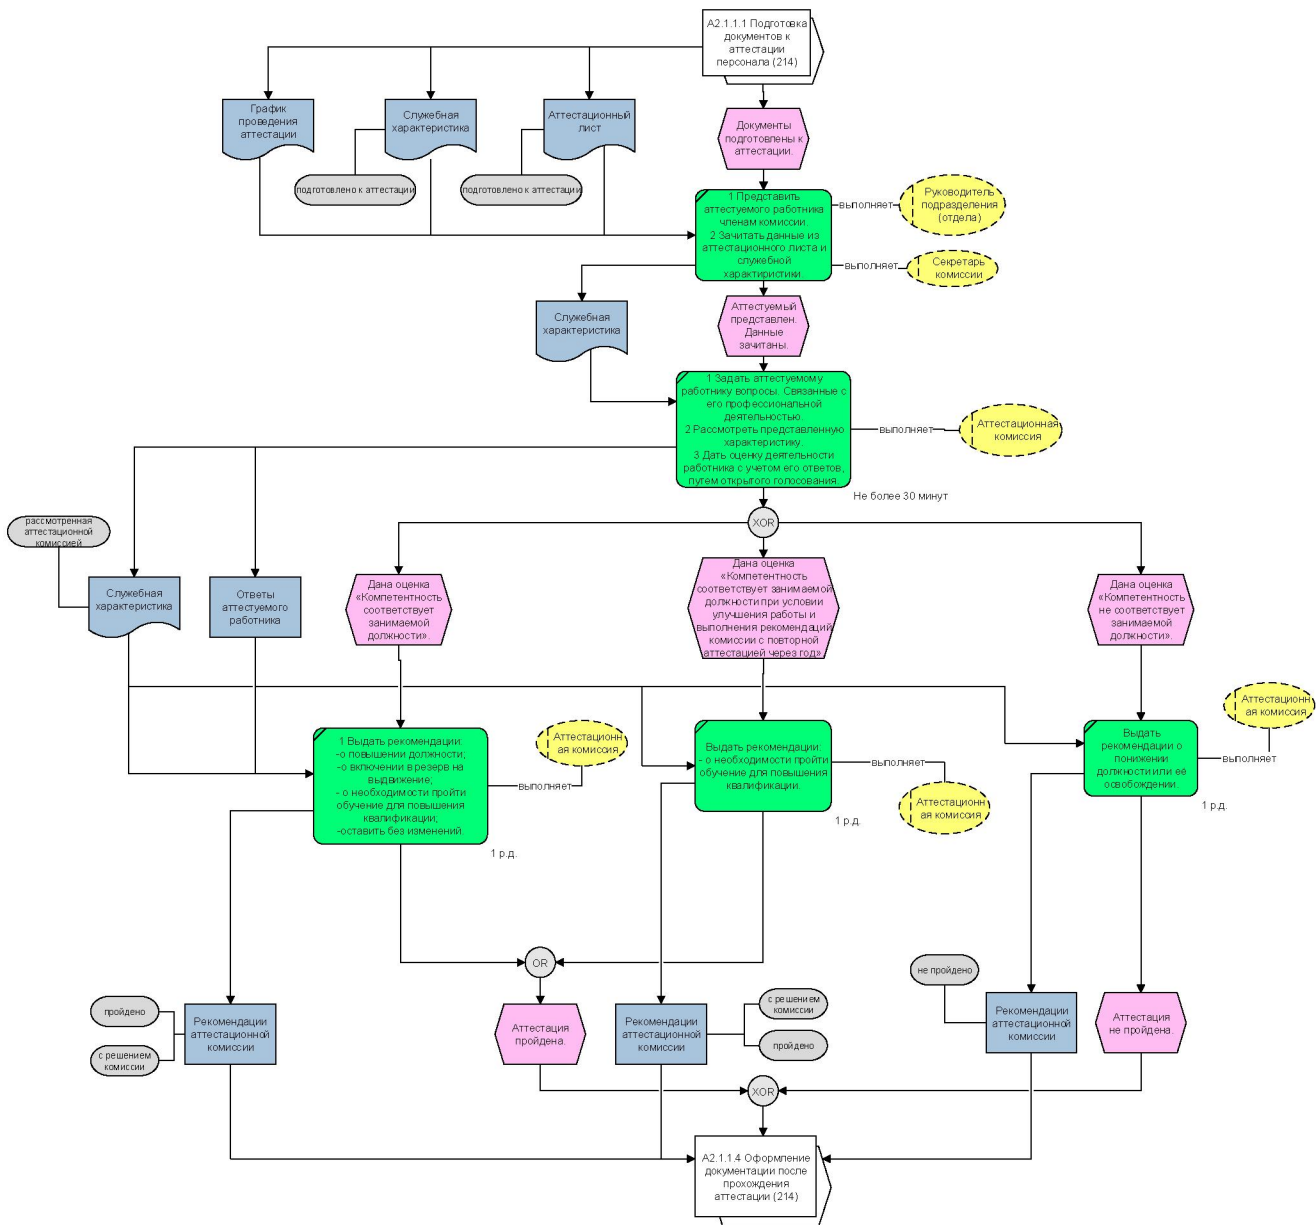 А2.1.1.1 Подготовка
документов к
аттестации
персонала (214)
График
проведения
аттестации
Служебная
характеристика
Аттестационный
лист
Документы
подготовлены к
аттестации.
подготовлено к аттестации
подготовлено к аттестации
1 Представить
аттестуемого работника
членам комиссии.
2 Зачитать данные из
аттестационного листа и
служебной
характиристики.
выполняет
Руководитель
подразделения
(отдела)
выполняет
Секретарь
комиссии
Служебная
характеристика
Аттестуемый
представлен.
Данные
зачитаны.
1 Задать аттестуемому
работнику вопросы. Связанные с
его профессиональной
деятельностью.
2 Рассмотреть представленную
характеристику.
3 Дать оценку деятельности
работника с учетом его ответов,
путем открытого голосования.
выполняет
Аттестационная
комиссия
Не более 30 минут
XOR
рассмотренная
аттестационной
комиссией
Служебная
характеристика
Ответы
аттестуемого
работника
Дана оценка
«Компетентность
соответствует
занимаемой
должности».
Дана оценка
«Компетентность
соответствует занимаемой
должности при условии
улучшения работы и
выполнения рекомендаций
комиссии с повторной
аттестацией через год»
Дана оценка
«Компетентность
не соответствует
занимаемой
должности».
1 Выдать рекомендации:
-о повышении должности;
-о включении в резерв на
выдвижение;
- о необходимости пройти
обучение для повышения
квалификации;
-оставить без изменений.
выполняет
Аттестационн
ая комиссия
1 р.д.
Выдать рекомендации:
- о необходимости пройти
обучение для повышения
квалификации.
выполняет
Аттестационн
ая комиссия
1 р.д.
Выдать
рекомендации о
понижении
должности или её
освобождении.
выполняет
Аттестационн
ая комиссия
1 р.д.
OR
пройдено
с решением
комиссии
Рекомендации
аттестационной
комиссии
Аттестация
пройдена.
Рекомендации
аттестационной
комиссии
с решением
комиссии
пройдено
не пройдено
Рекомендации
аттестационной
комиссии
Аттестация
не пройдена.
XOR
А2.1.1.4 Оформление
документации после
прохождения
аттестации (214)